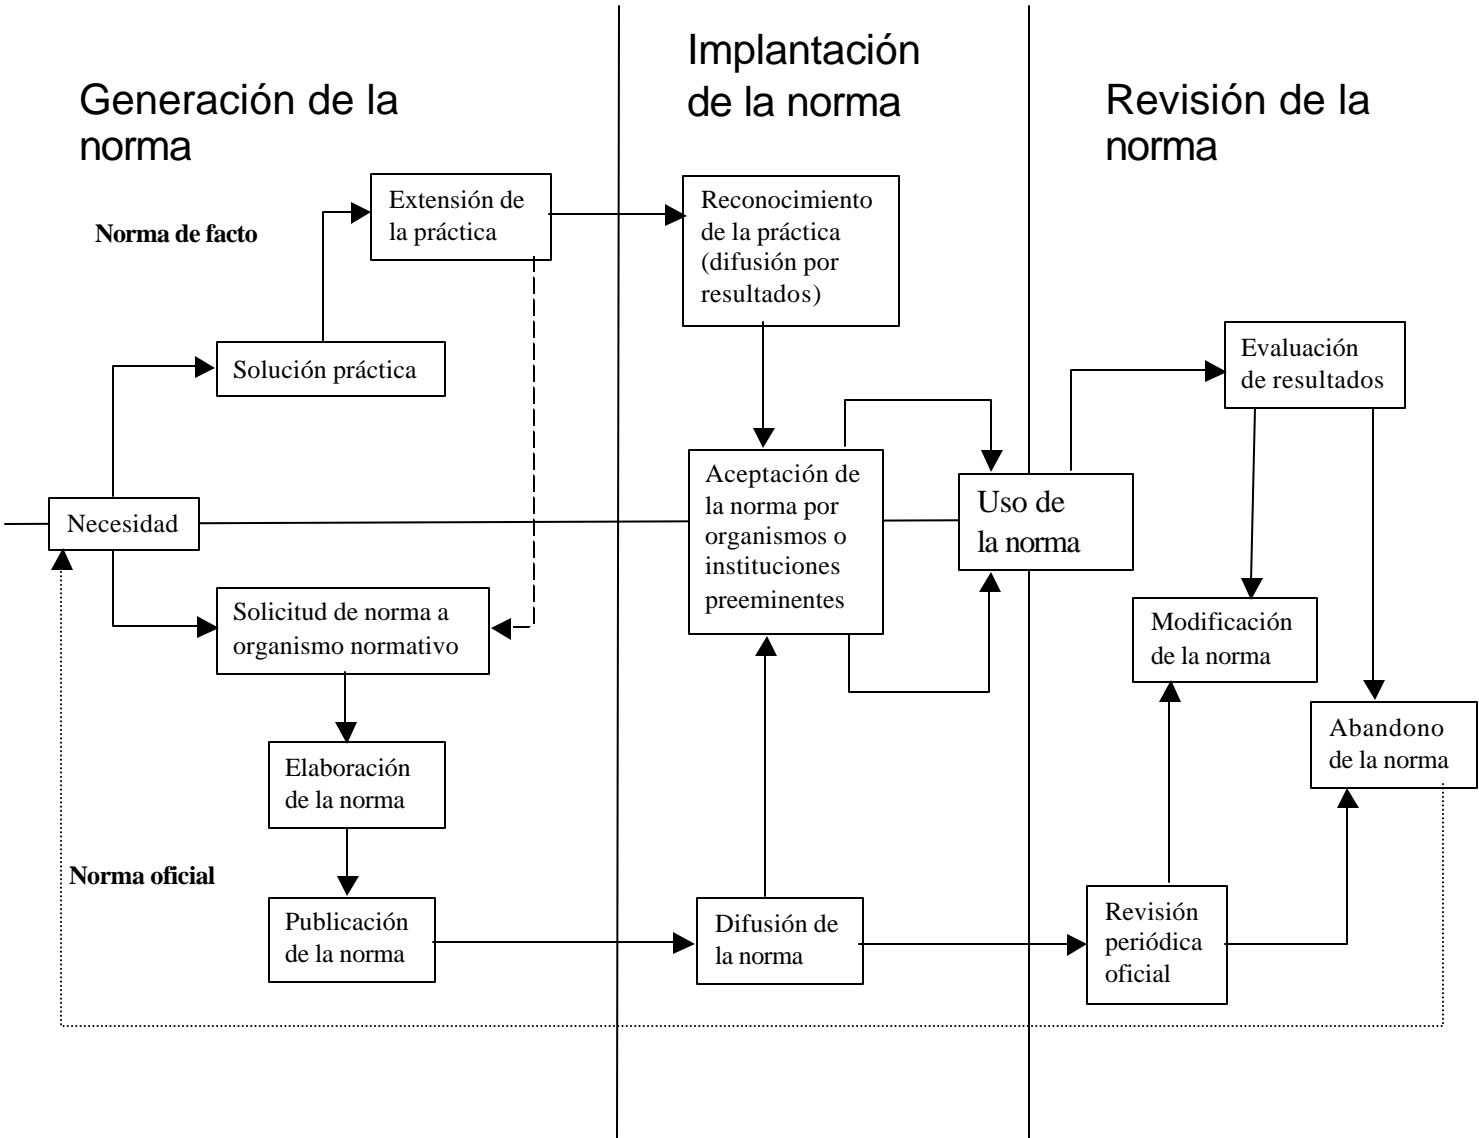 Generación de la
norma
Implantación
de la norma
Revisión de la
norma
Norma de facto
Extensión de
la práctica
Reconocimiento
de la práctica
(difusión por
resultados)
Solución práctica
Evaluación
de resultados
Necesidad
Aceptación de
la norma por
organismos o
instituciones
preeminentes
Uso de
la norma
Solicitud de norma a
organismo normativo
Modificación
de la norma
Elaboración
de la norma
Abandono
de la norma
Norma oficial
Publicación
de la norma
Difusión de
la norma
Revisión
periódica
oficial